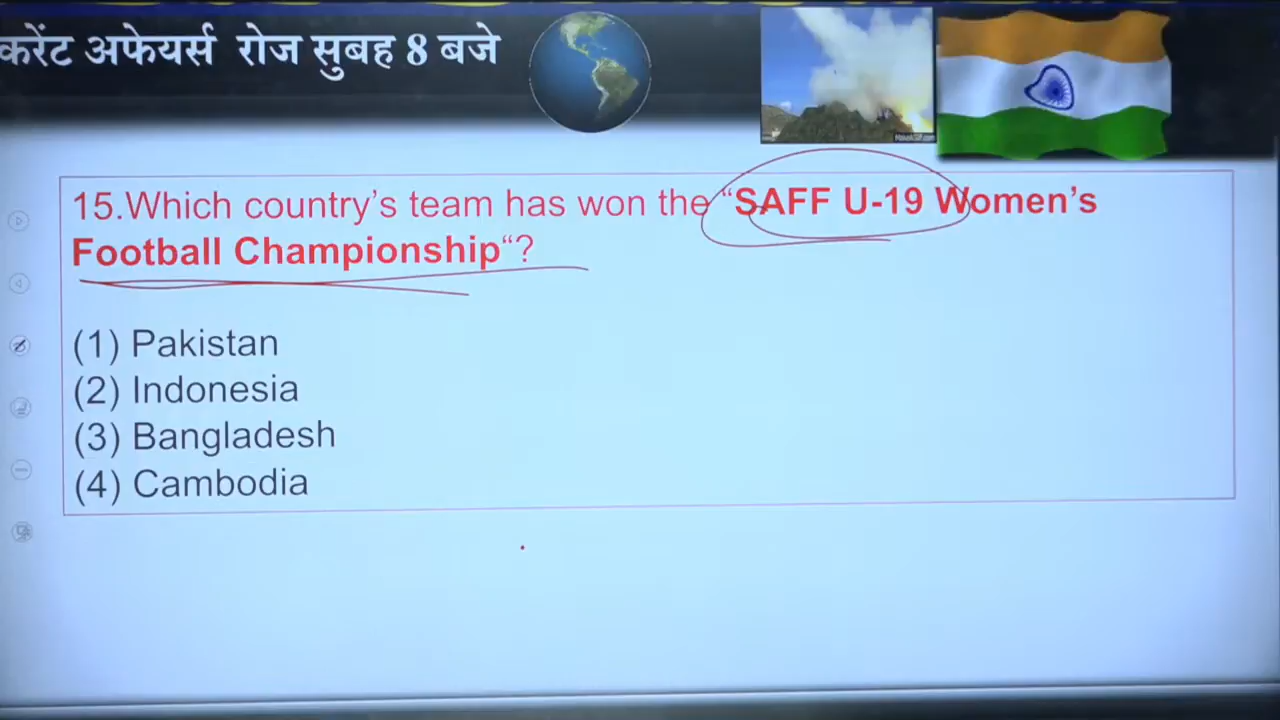 करेंट अफेयर्स रोज सुबह 8 बजे
15.Which country's team has won the “SAFF U-19 Women's
Football Championship“?
(1) Pakistan
(2) Indonesia
(3) Bangladesh
(4) Cambodia